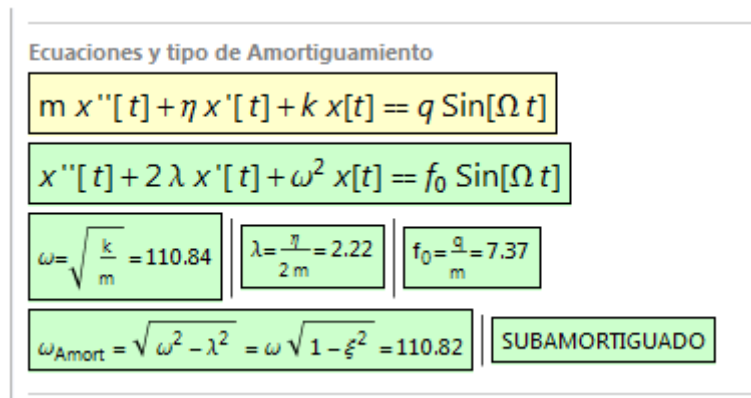 Ecuaciones y tipo de Amortiguamiento
m x''[t]+η x'[t]+k x[t] == q Sin[Ω t]
x''[t]+2 λ x'[t]+ω² x[t] == f₀ Sin[Ω t]
ω=√(k/m) =110.84 λ=η/(2 m)=2.22 f₀=q/m=7.37
ω_Amort = √(ω² − λ²) = ω √(1 − ξ²) =110.82 SUBAMORTIGUADO